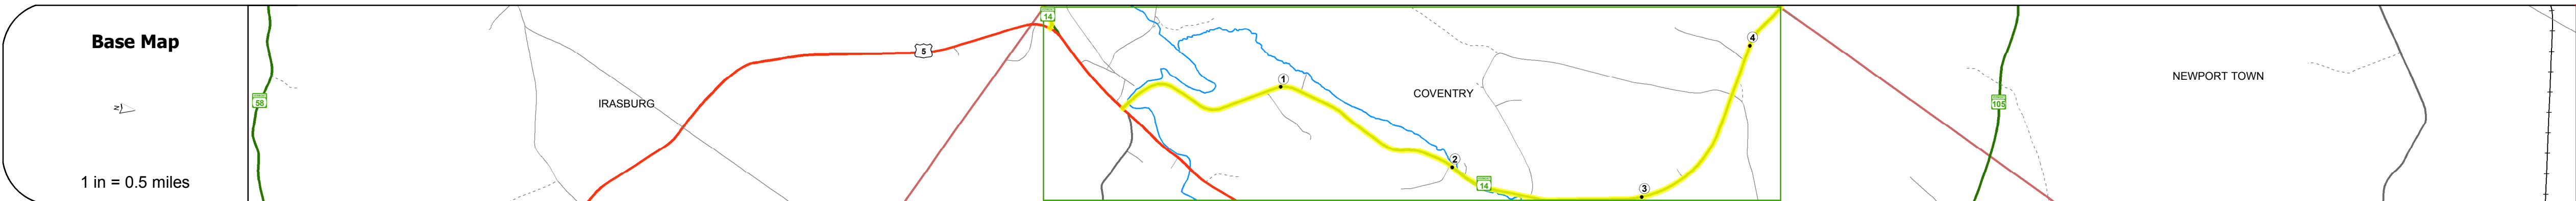 Base Map
N
1 in = 0.5 miles
58
IRASBURG
5
14
1
COVENTRY
2
14
3
4
105
NEWPORT TOWN